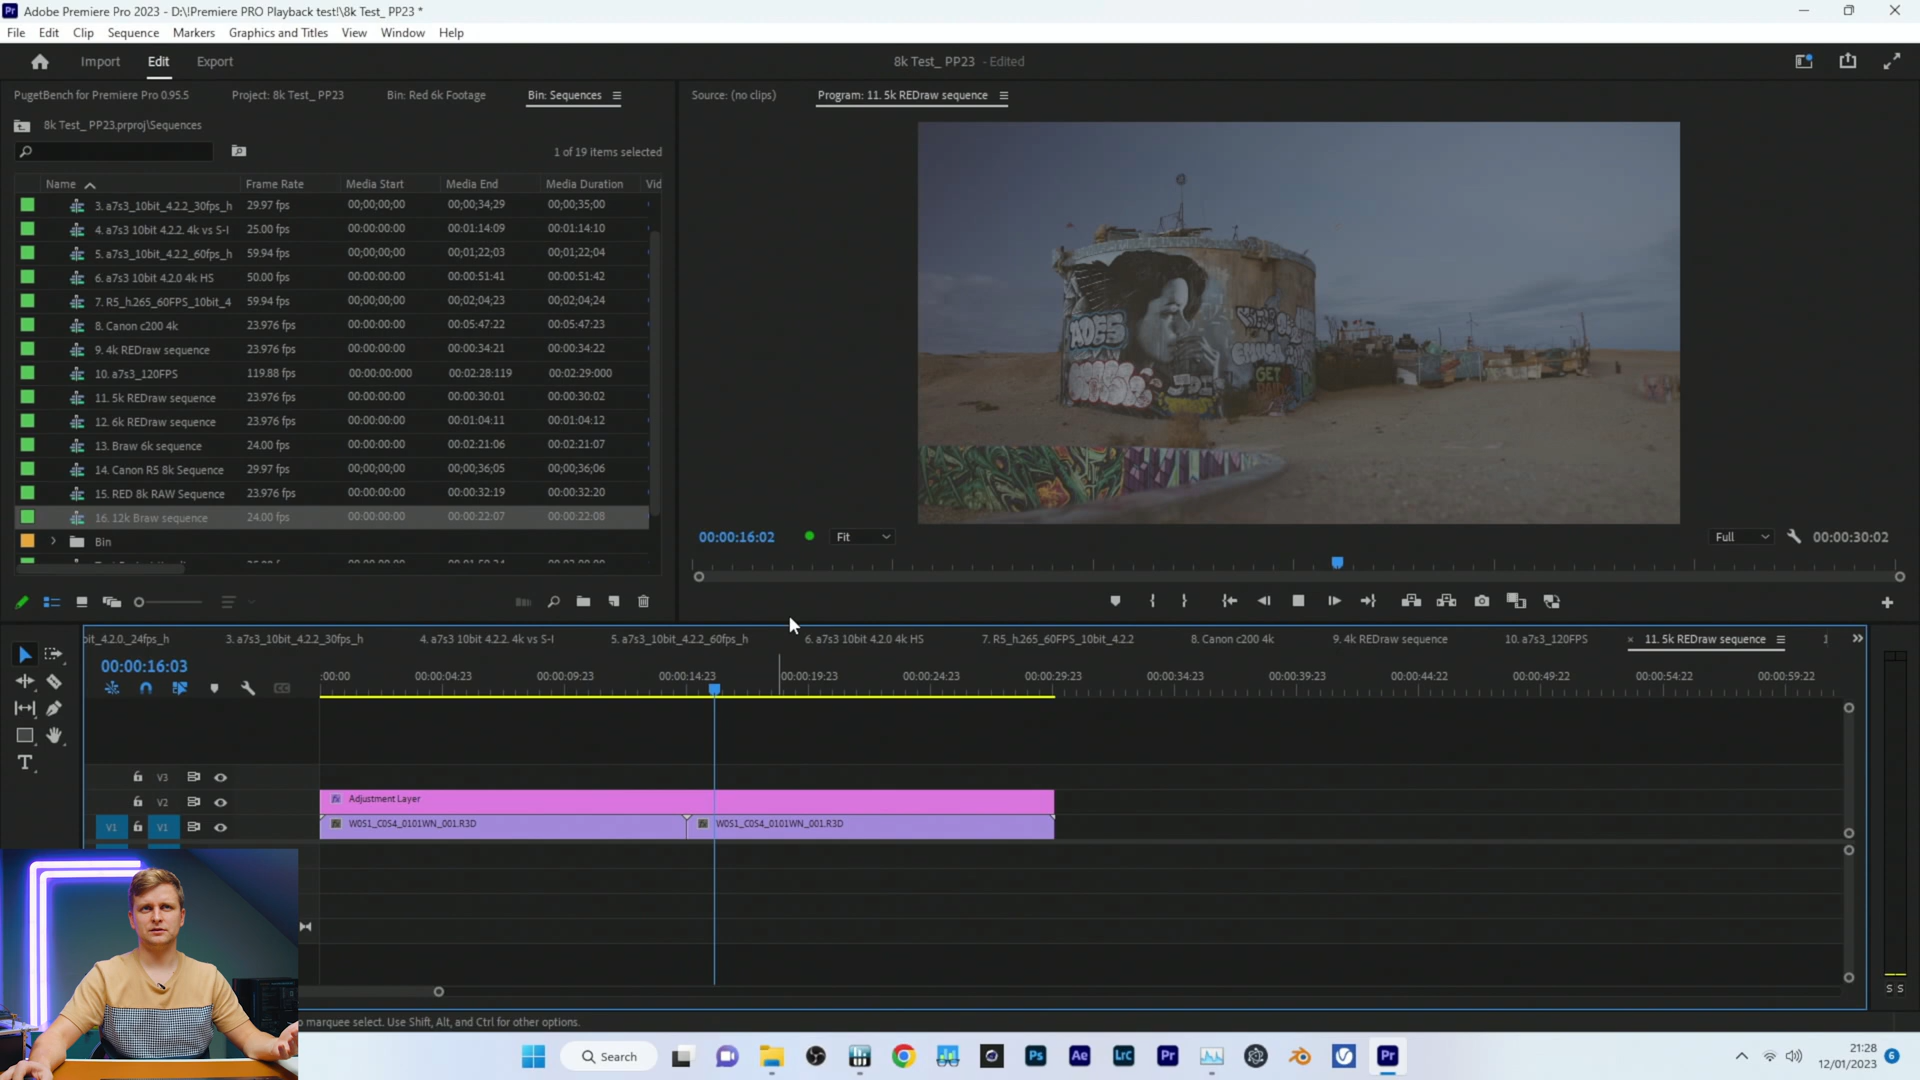 Adobe Premiere Pro 2023 - D:\!Premiere PRO Playback test!\8k Test_ PP23 *
File Edit Clip Sequence Markers Graphics and Titles View Window Help
Import Edit Export
8k Test_ PP23 - Edited
PugetBench for Premiere Pro 0.95.5 Project: 8k Test_ PP23 Bin: Red 6k Footage Bin: Sequences
8k Test_ PP23.prproj\Sequences
1 of 19 items selected
Name Frame Rate Media Start Media End Media Duration Vid
3. a7s3_10bit_4.2.2_30fps_h 29.97 fps 00;00;00;00 00;00;34;29 00;00;35;00
4. a7s3 10bit 4.2.2. 4k vs S-I 25.00 fps 00:00:00:00 00:01:14:09 00:01:14:10
5. a7s3_10bit_4.2.2_60fps_h 59.94 fps 00;00;00;00 00;01;22;03 00;01;22;04
6. a7s3 10bit 4.2.0 4k HS 50.00 fps 00:00:00:00 00:00:51:41 00:00:51:42
7. R5_h.265_60FPS_10bit_4 59.94 fps 00;00;00;00 00;02;04;23 00;02;04;24
8. Canon c200 4k 23.976 fps 00:00:00:00 00:05:47:22 00:05:47:23
9. 4k REDraw sequence 23.976 fps 00:00:00:00 00:00:34:21 00:00:34:22
10. a7s3_120FPS 119.88 fps 00:00:00:000 00:02:28:119 00:02:29:000
11. 5k REDraw sequence 23.976 fps 00:00:00:00 00:00:30:01 00:00:30:02
12. 6k REDraw sequence 23.976 fps 00:00:00:00 00:01:04:11 00:01:04:12
13. Braw 6k sequence 24.00 fps 00:00:00:00 00:02:21:06 00:02:21:07
14. Canon R5 8k Sequence 29.97 fps 00;00;00;00 00;00;36;05 00;00;36;06
15. RED 8k RAW Sequence 23.976 fps 00:00:00:00 00:00:32:19 00:00:32:20
16. 12k Braw sequence 24.00 fps 00:00:00:00 00:00:22:07 00:00:22:08
Bin
Source: (no clips) Program: 11. 5k REDraw sequence
ADES
GET
00:00:16:02 Fit Full 00:00:30:02
bit_4.2.0._24fps_h 3. a7s3_10bit_4.2.2_30fps_h 4. a7s3 10bit 4.2.2. 4k vs S-I 5. a7s3_10bit_4.2.2_60fps_h 6. a7s3 10bit 4.2.0 4k HS 7. R5_h.265_60FPS_10bit_4.2.2 8. Canon c200 4k 9. 4k REDraw sequence 10. a7s3_120FPS × 11. 5k REDraw sequence
00:00:16:03
:00:00 00:00:04:23 00:00:09:23 00:00:14:23 00:00:19:23 00:00:24:23 00:00:29:23 00:00:34:23 00:00:39:23 00:00:44:22 00:00:49:22 00:00:54:22 00:00:59:22
V3
V2 Adjustment Layer
V1 V1 W051_C054_0101WN_001.R3D W051_C054_0101WN_001.R3D
S S
o marquee select. Use Shift, Alt, and Ctrl for other options.
Search Ps Ae Lrc Pr Pr
21:28
12/01/2023 6